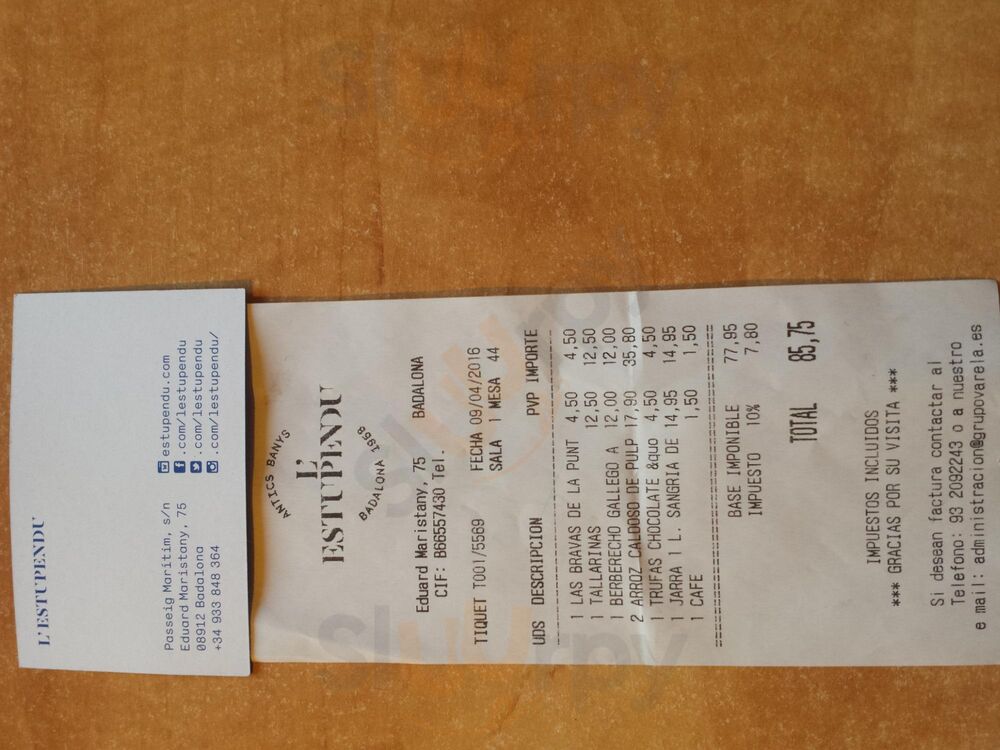 L'ESTUPENDU
Passeig Marítim, s/n
Eduard Maristany, 75
08912 Badalona
+34 933 848 364
estupendu.com
.com/lestupendu
.com/lestupendu
.com/lestupendu/
ANTICS BANYS
L'
ESTUPENDU
BADALONA 1968
Eduard Maristany, 75 BADALONA
CIF: B66557430 Tel.
TIQUET T001/5569 FECHA 09/04/2016
SALA 1 MESA 44
UDS DESCRIPCION PVP IMPORTE
1 LAS BRAVAS DE LA PUNT 4,50 4,50
1 TALLARINAS 12,50 12,50
1 BERBERECHO GALLEGO A 12,00 12,00
2 ARROZ CALDOSO DE PULP 17,90 35,80
1 TRUFAS CHOCOLATE &quo 4,50 4,50
1 JARRA 1 L. SANGRIA DE 14,95 14,95
1 CAFE 1,50 1,50
BASE IMPONIBLE 77,95
IMPUESTO 10% 7,80
TOTAL 85,75
IMPUESTOS INCLUIDOS
*** GRACIAS POR SU VISITA ***
Si desean factura contactar al
Telefono: 93 2092243 o a nuestro
e mail: administracion@grupovarela.es
Slurpy
Slurpy
Slurpy